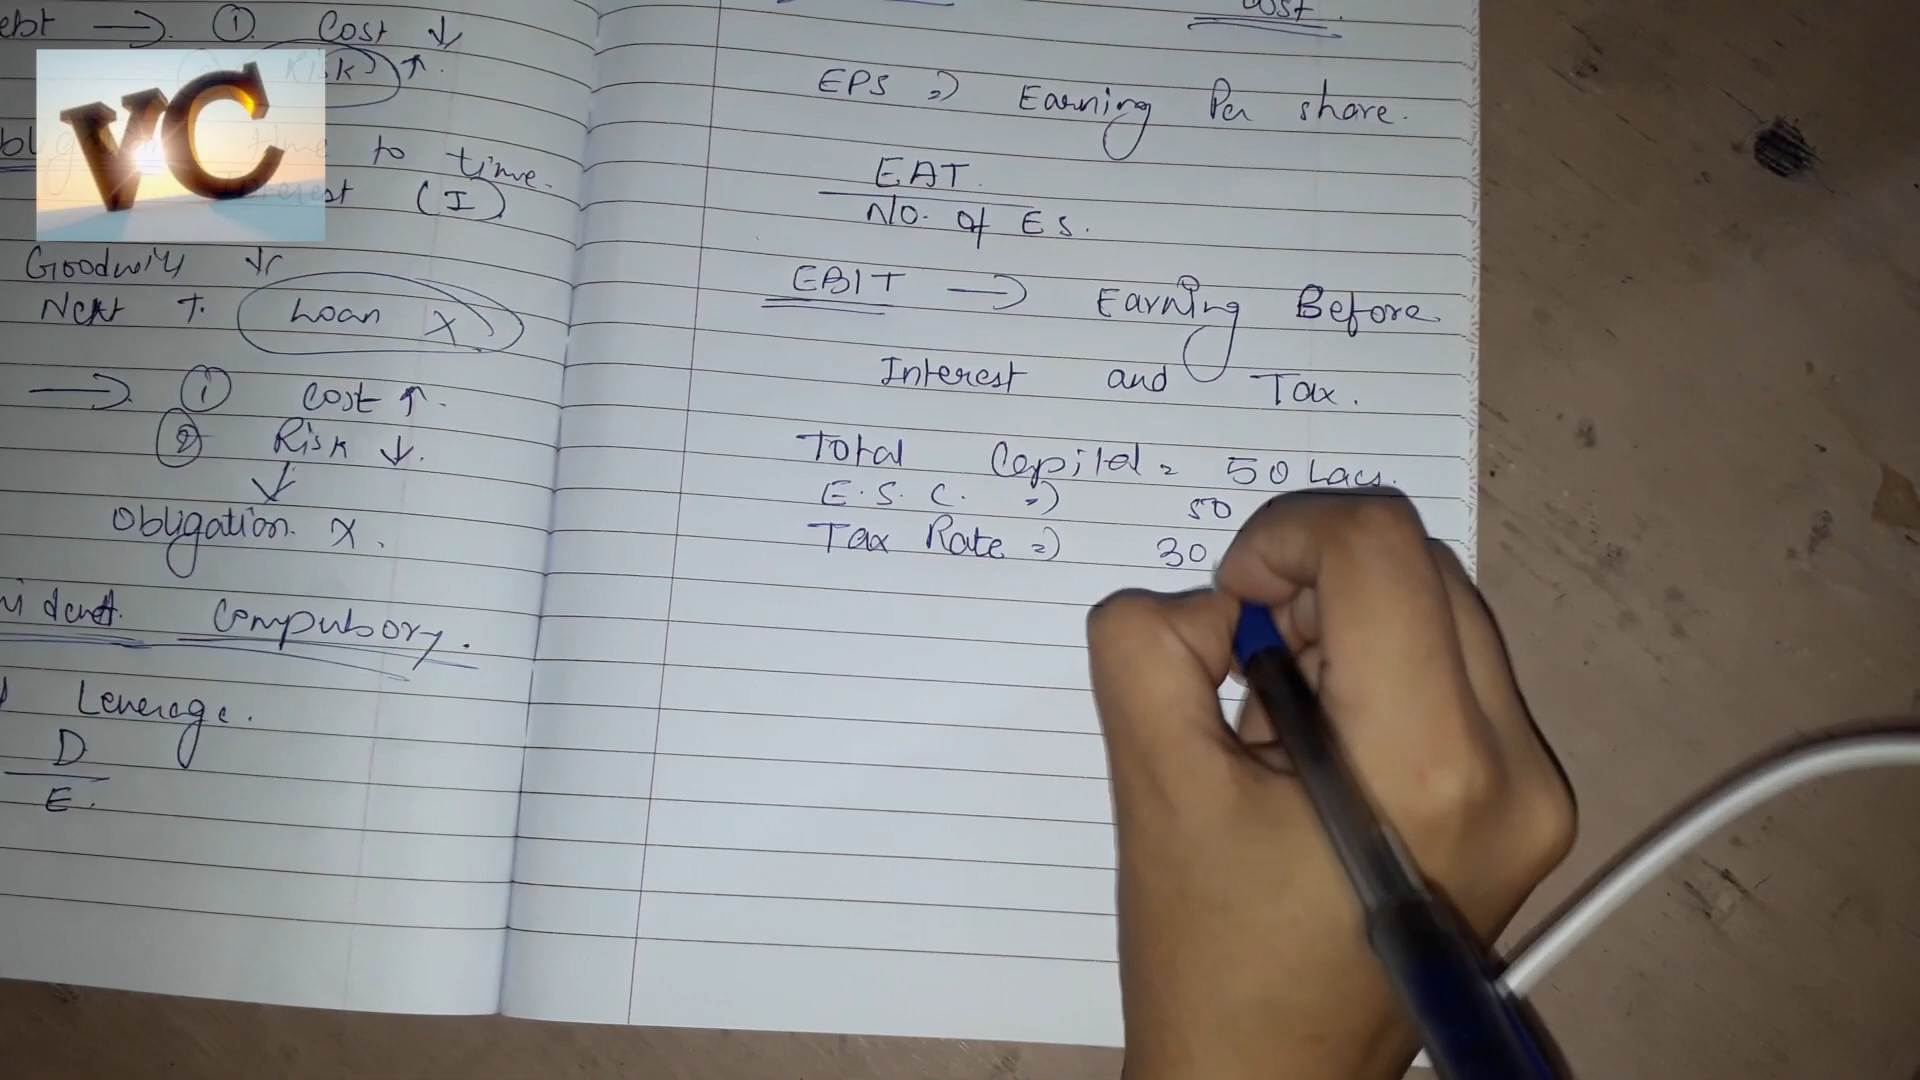 ebt → ① Cost ↓
Risk ↑.
VC
to time.
Interest (I)
Goodwill ↓
Next ↑. Loan X
→ ① Cost ↑.
② Risk ↓.
↓
Obligation X.
Compulsory.
Leverage.
D
E.
Cost.
EPS => Earning Per share.
EAT.
No. of Es.
EBIT → Earning Before
Interest and Tax.
Total Capital = 50 Lacs.
E.S.C. => 50
Tax Rate => 30